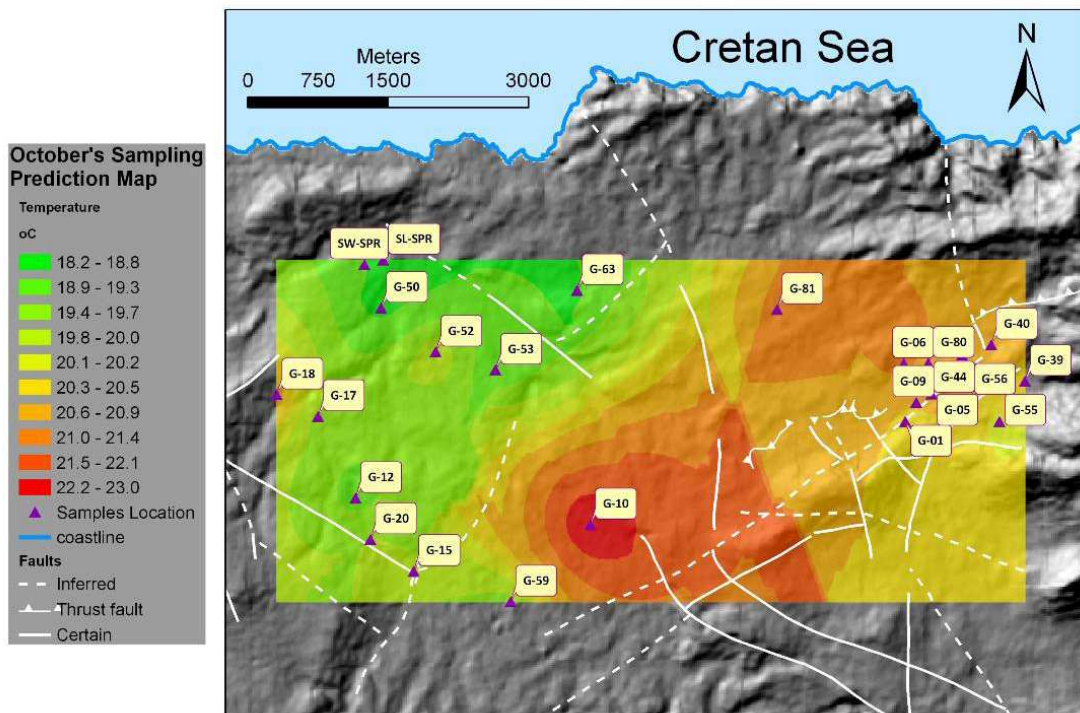 Cretan Sea
N
Meters
0 750 1500 3000
October's Sampling
Prediction Map
Temperature
oC
18.2 - 18.8
18.9 - 19.3
19.4 - 19.7
19.8 - 20.0
20.1 - 20.2
20.3 - 20.5
20.6 - 20.9
21.0 - 21.4
21.5 - 22.1
22.2 - 23.0
Samples Location
coastline
Faults
Inferred
Thrust fault
Certain
SW-SPR
SL-SPR
G-63
G-50
G-81
G-52
G-53
G-06
G-80
G-40
G-39
G-18
G-17
G-09
G-44
G-56
G-05
G-55
G-01
G-12
G-10
G-20
G-15
G-59